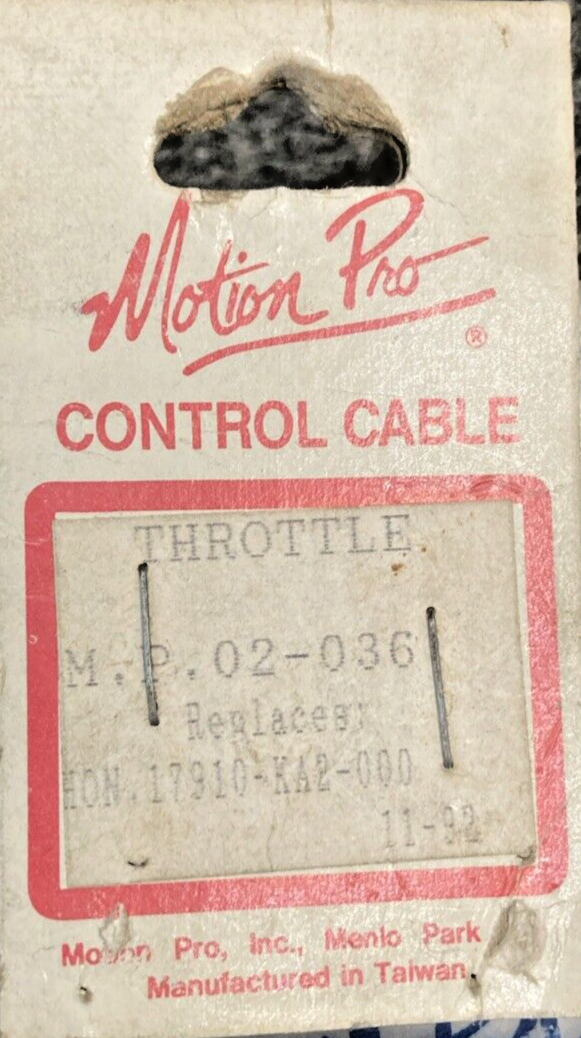 Motion Pro
®
CONTROL CABLE
THROTTLE
M.P.02-036
Replaces:
HON.17910-KA2-000
11-92
Motion Pro, Inc., Menlo Park
Manufactured in Taiwan